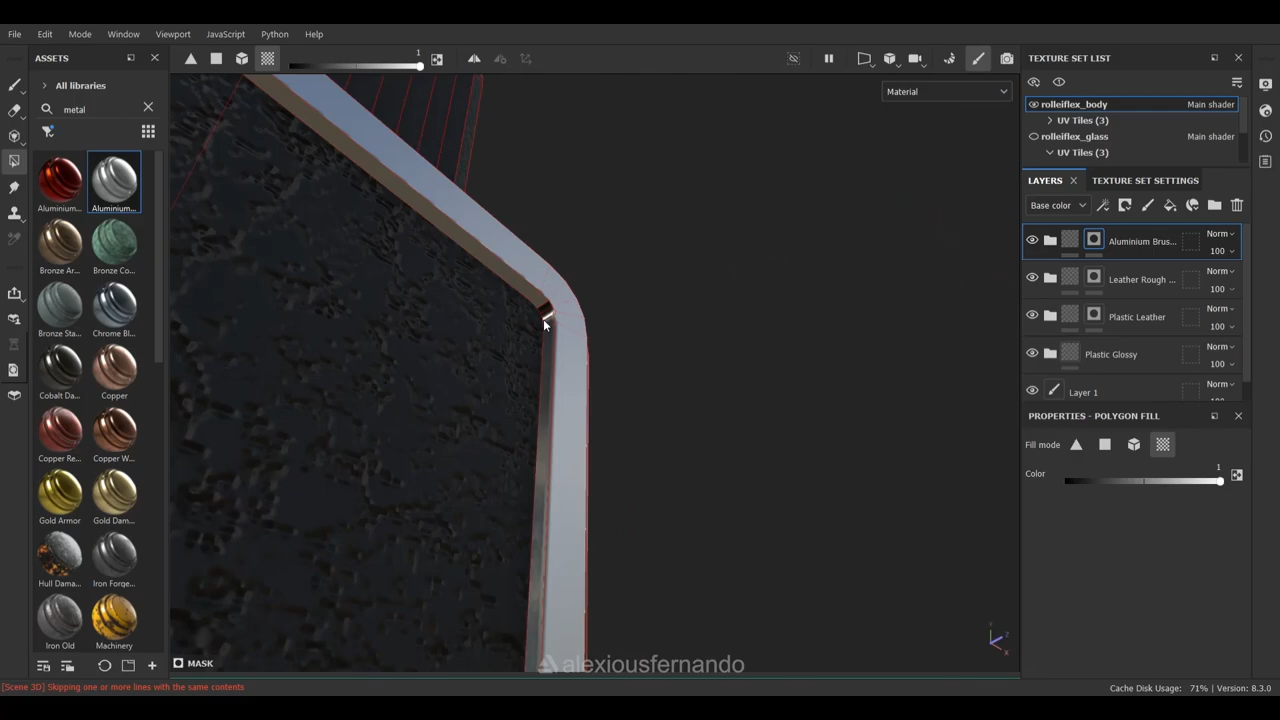 File Edit Mode Window Viewport JavaScript Python Help
ASSETS
1
All libraries
metal
Aluminium...
Aluminium...
Bronze Ar...
Bronze Co...
Bronze Sta...
Chrome Bl...
Cobalt Da...
Copper
Copper Re...
Copper W...
Gold Armor
Gold Dam...
Hull Dama...
Iron Forge...
Iron Old
Machinery
Material
TEXTURE SET LIST
rolleiflex_body Main shader
UV Tiles (3)
rolleiflex_glass Main shader
UV Tiles (3)
LAYERS TEXTURE SET SETTINGS
Base color
Aluminium Brus... Norm
100
Leather Rough ... Norm
100
Plastic Leather Norm
100
Plastic Glossy Norm
100
Layer 1 Norm
PROPERTIES - POLYGON FILL
Fill mode
Color 1
Y
Z
X
MASK
alexiousfernando
[Scene 3D] Skipping one or more lines with the same contents
Cache Disk Usage: 71% | Version: 8.3.0